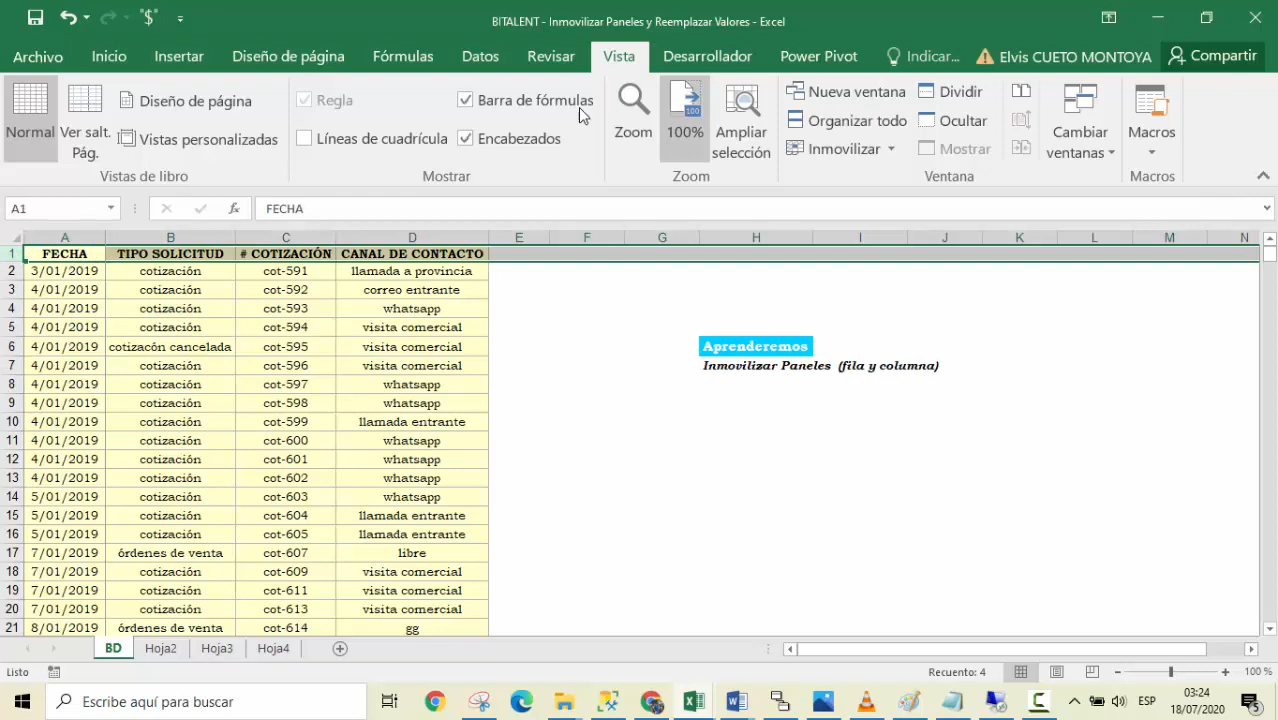 BITALENT - Inmovilizar Paneles y Reemplazar Valores - Excel
Archivo Inicio Insertar Diseño de página Fórmulas Datos Revisar Vista Desarrollador Power Pivot Indicar... Elvis CUETO MONTOYA Compartir
Normal
Ver salt. Pág.
Diseño de página
Vistas personalizadas
Vistas de libro
Regla
Barra de fórmulas
Líneas de cuadrícula
Encabezados
Mostrar
Zoom
100
100%
Ampliar selección
Zoom
Nueva ventana
Organizar todo
Inmovilizar
Dividir
Ocultar
Mostrar
Ventana
Cambiar ventanas
Macros
Macros
A1 fx FECHA
A B C D E F G H I J K L M N
1 FECHA TIPO SOLICITUD # COTIZACIÓN CANAL DE CONTACTO
2 3/01/2019 cotización cot-591 llamada a provincia
3 4/01/2019 cotización cot-592 correo entrante
4 4/01/2019 cotización cot-593 whatsapp
5 4/01/2019 cotización cot-594 visita comercial
6 4/01/2019 cotizacón cancelada cot-595 visita comercial Aprenderemos
7 4/01/2019 cotización cot-596 visita comercial Inmovilizar Paneles (fila y columna)
8 4/01/2019 cotización cot-597 whatsapp
9 4/01/2019 cotización cot-598 whatsapp
10 4/01/2019 cotización cot-599 llamada entrante
11 4/01/2019 cotización cot-600 whatsapp
12 4/01/2019 cotización cot-601 whatsapp
13 4/01/2019 cotización cot-602 whatsapp
14 5/01/2019 cotización cot-603 whatsapp
15 5/01/2019 cotización cot-604 llamada entrante
16 5/01/2019 cotización cot-605 llamada entrante
17 7/01/2019 órdenes de venta cot-607 libre
18 7/01/2019 cotización cot-609 visita comercial
19 7/01/2019 cotización cot-611 visita comercial
20 7/01/2019 cotización cot-613 visita comercial
21 8/01/2019 órdenes de venta cot-614 gg
BD Hoja2 Hoja3 Hoja4
Listo Recuento: 4 100 %
Escribe aquí para buscar ESP 03:24
18/07/2020 5